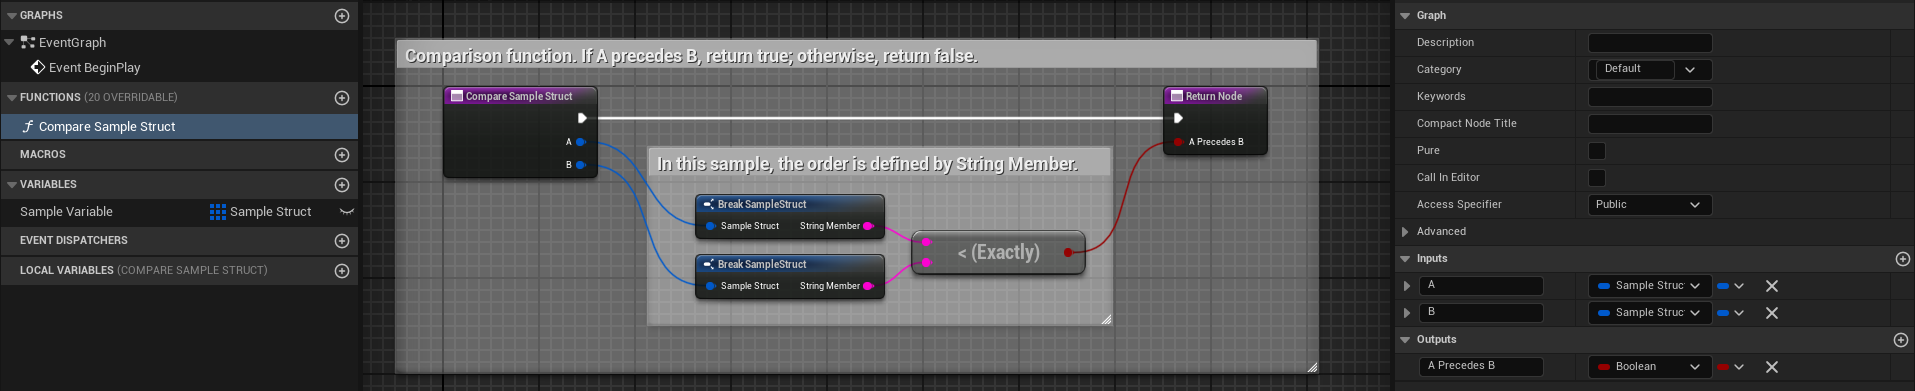 GRAPHS
EventGraph
Event BeginPlay
FUNCTIONS (20 OVERRIDABLE)
Compare Sample Struct
MACROS
VARIABLES
Sample Variable Sample Struct
EVENT DISPATCHERS
LOCAL VARIABLES (COMPARE SAMPLE STRUCT)
Comparison function. If A precedes B, return true; otherwise, return false.
Compare Sample Struct
A
B
In this sample, the order is defined by String Member.
Break SampleStruct
Sample Struct String Member
Break SampleStruct
Sample Struct String Member
< (Exactly)
Return Node
A Precedes B
Graph
Description
Category Default
Keywords
Compact Node Title
Pure
Call In Editor
Access Specifier Public
Advanced
Inputs
A Sample Struc
B Sample Struc
Outputs
A Precedes B Boolean